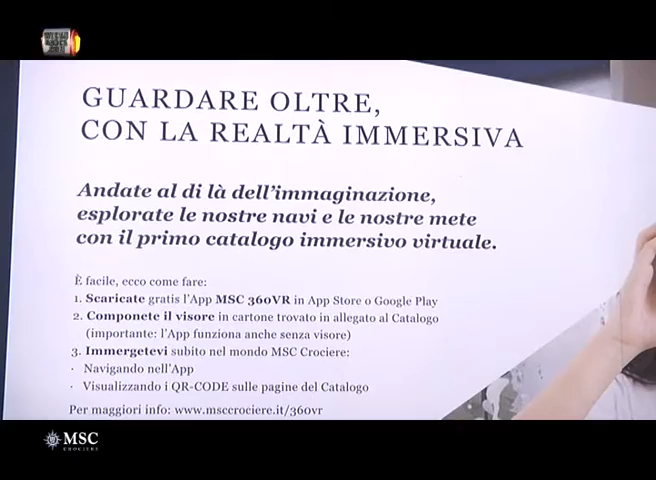 GUARDARE OLTRE,
CON LA REALTÀ IMMERSIVA
Andate al di là dell'immaginazione,
esplorate le nostre navi e le nostre mete
con il primo catalogo immersivo virtuale.
È facile, ecco come fare:
1. Scaricate gratis l'App MSC 360VR in App Store o Google Play
2. Componete il visore in cartone trovato in allegato al Catalogo
(importante: l'App funziona anche senza visore)
3. Immergetevi subito nel mondo MSC Crociere:
· Navigando nell'App
· Visualizzando i QR-CODE sulle pagine del Catalogo
Per maggiori info: www.msccrociere.it/360vr
MSC
CROCIERE